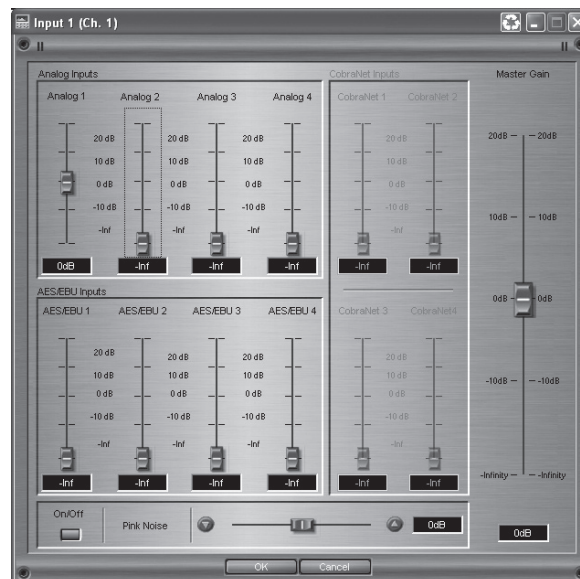 Input 1 (Ch. 1)
Analog Inputs
Analog 1 Analog 2 Analog 3 Analog 4
20 dB 20 dB 20 dB
10 dB 10 dB 10 dB
0 dB 0 dB 0 dB
-10 dB -10 dB -10 dB
-Inf -Inf -Inf
0dB -Inf -Inf -Inf
CobraNet Inputs
CobraNet 1 CobraNet 2
20 dB
10 dB
0 dB
-10 dB
-Inf
-Inf -Inf
AES/EBU Inputs
AES/EBU 1 AES/EBU 2 AES/EBU 3 AES/EBU 4
20 dB 20 dB 20 dB
10 dB 10 dB 10 dB
0 dB 0 dB 0 dB
-10 dB -10 dB -10 dB
-Inf -Inf -Inf
-Inf -Inf -Inf -Inf
CobraNet 3 CobraNet4
20 dB
10 dB
0 dB
-10 dB
-Inf
-Inf -Inf
Master Gain
20dB 20dB
10dB 10dB
0dB 0dB
-10dB -10dB
-Infinity -Infinity
0dB
On/Off
Pink Noise
0dB
OK Cancel